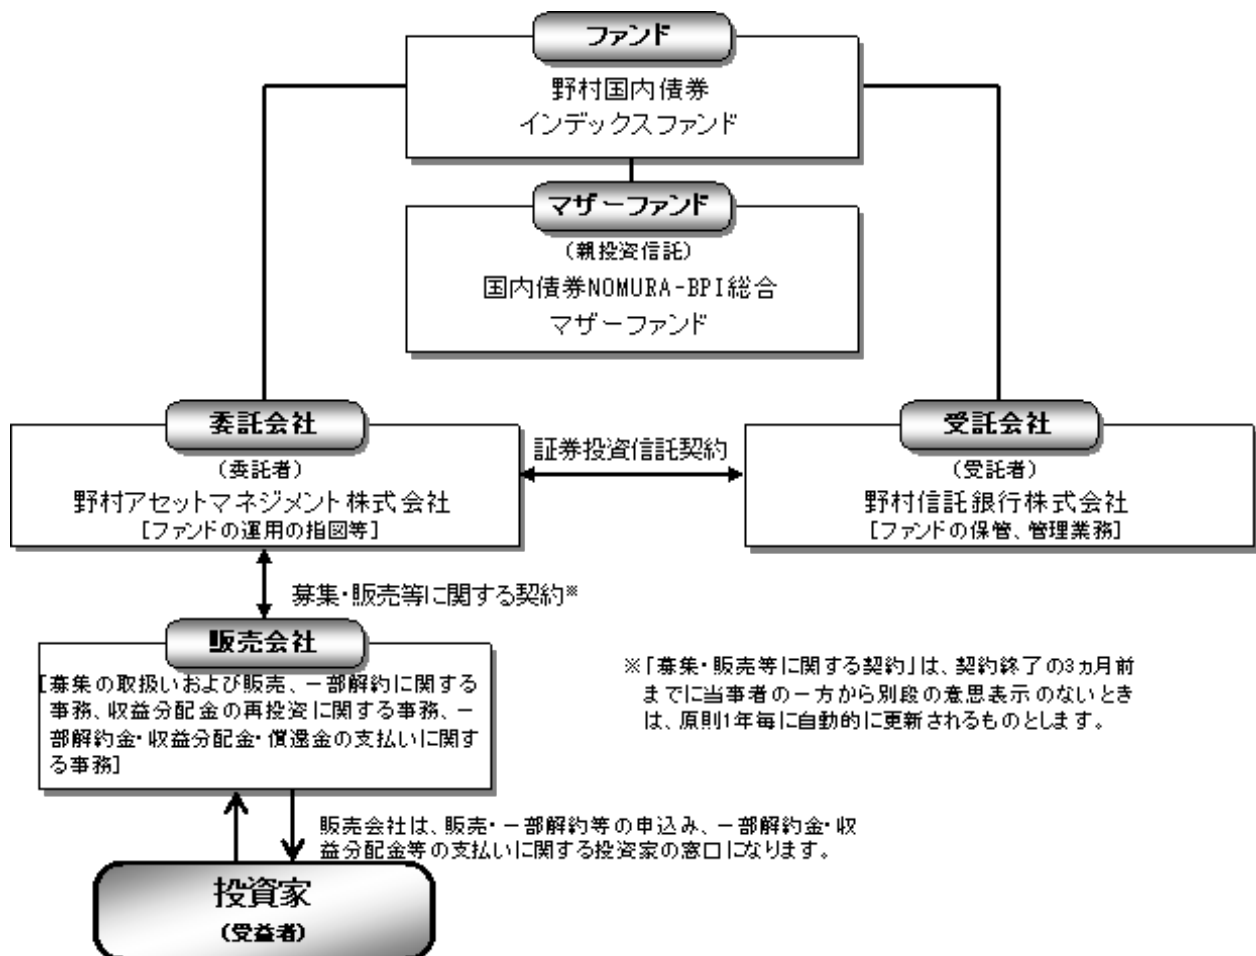 ファンド
野村国内債券
インデックスファンド
マザーファンド
(親投資信託)
国内債券NOMURA-BPI総合
マザーファンド
委託会社
(委託者)
野村アセットマネジメント株式会社
[ファンドの運用の指図等]
証券投資信託契約
受託会社
(受託者)
野村信託銀行株式会社
[ファンドの保管、管理業務]
募集・販売等に関する契約※
販売会社
[募集の取扱いおよび販売、一部解約に関する
事務、収益分配金の再投資に関する事務、一
部解約金・収益分配金・償還金の支払いに関す
る事務]
※「募集・販売等に関する契約」は、契約終了の3ヵ月前
までに当事者の一方から別段の意思表示のないとき
は、原則1年毎に自動的に更新されるものとします。
販売会社は、販売・一部解約等の申込み、一部解約金・収
益分配金等の支払いに関する投資家の窓口になります。
投資家
(受益者)